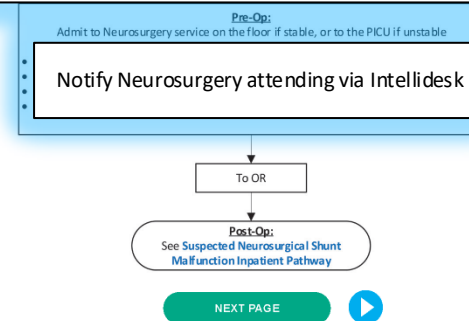 Pre-Op:
Admit to Neurosurgery service on the floor if stable, or to the PICU if unstable
•
•
•
•
Notify Neurosurgery attending via Intellidesk
To OR
Post-Op:
See Suspected Neurosurgical Shunt
Malfunction Inpatient Pathway
NEXT PAGE